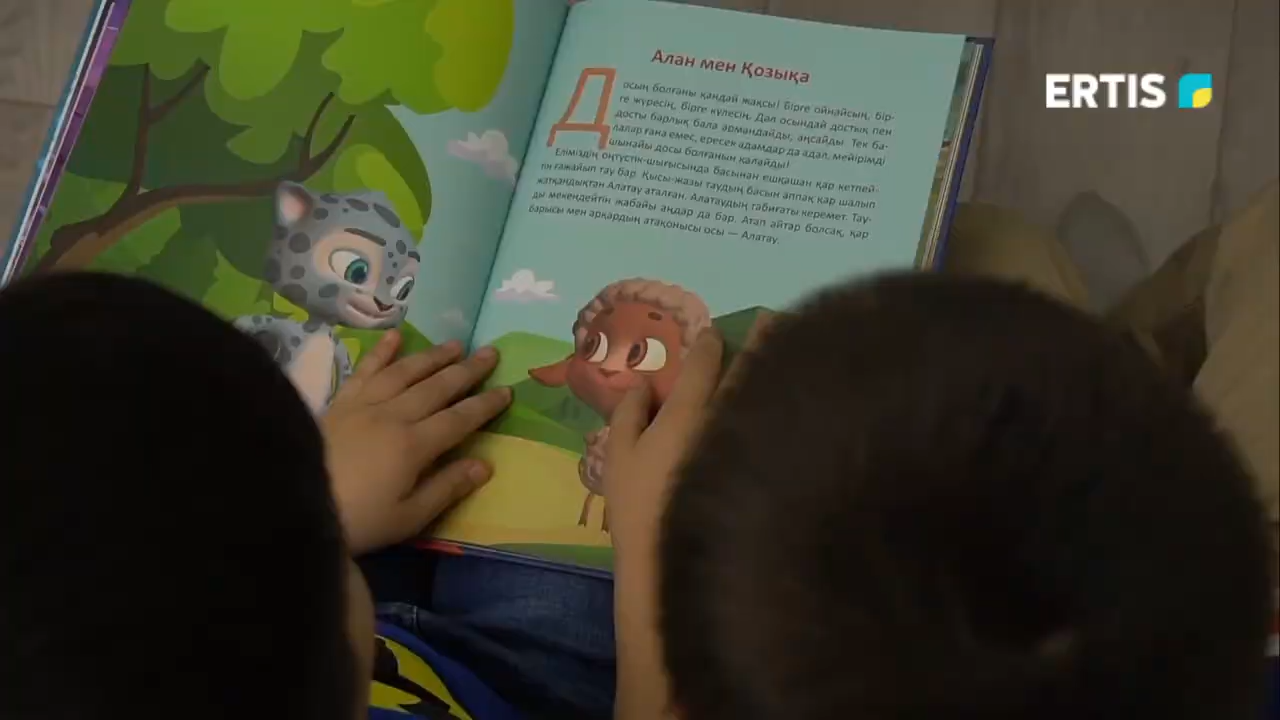 Алан мен Қозықа
ERTIS
Досың болғаны қандай жақсы! Бірге ойнайсың, бір-
ге жүресің, бірге күлесің. Дәл осындай достық пен
досты барлық бала армандайды, аңсайды. Тек ба-
лалар ғана емес, ересек адамдар да адал, мейірімді
шынайы досы болғанын қалайды!
Еліміздің оңтүстік-шығысында басынан ешқашан қар кетпей-
тін ғажайып тау бар. Қысы-жазы таудың басын аппақ қар шалып
жатқандықтан Алатау аталған. Алатаудың табиғаты керемет. Тау-
ды мекендейтін жабайы аңдар да бар. Атап айтар болсақ, қар
барысы мен арқардың атақонысы осы — Алатау.